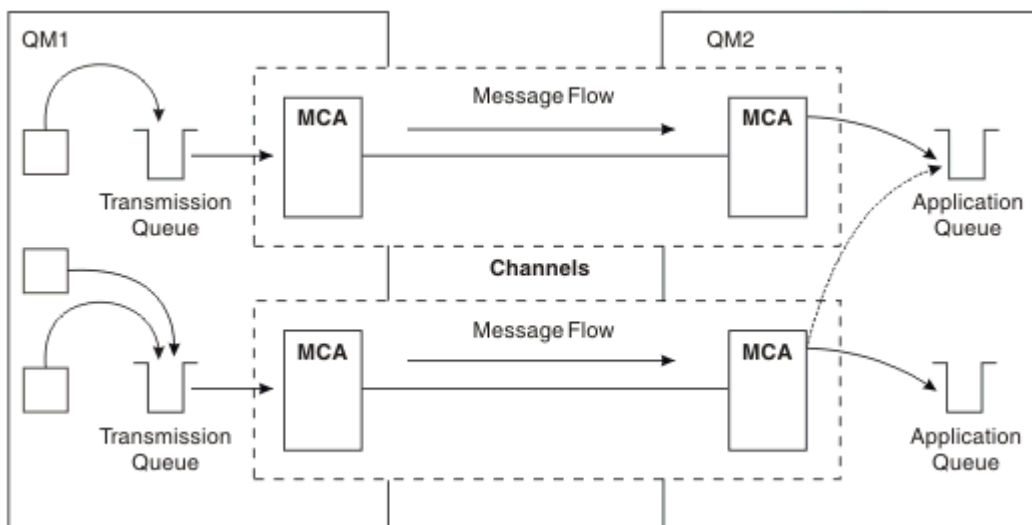 QM1
QM2
Message Flow
MCA
MCA
Transmission
Queue
Application
Queue
Channels
Message Flow
MCA
MCA
Transmission
Queue
Application
Queue